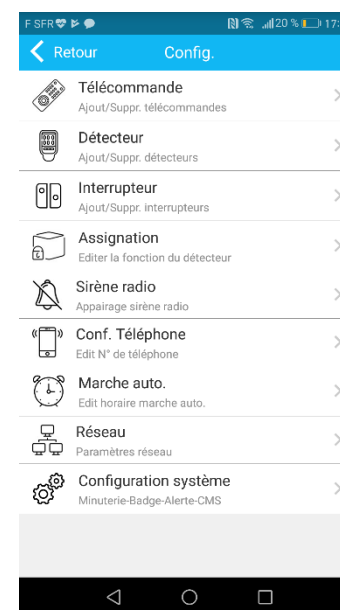 F SFR 20 % 17:
Retour Config.
Télécommande
Ajout/Suppr. télécommandes
Détecteur
Ajout/Suppr. détecteurs
Interrupteur
Ajout/Suppr. interrupteurs
Assignation
Editer la fonction du détecteur
Sirène radio
Appairage sirène radio
Conf. Téléphone
Edit N° de téléphone
Marche auto.
Edit horaire marche auto.
Réseau
Paramètres réseau
Configuration système
Minuterie-Badge-Alerte-CMS